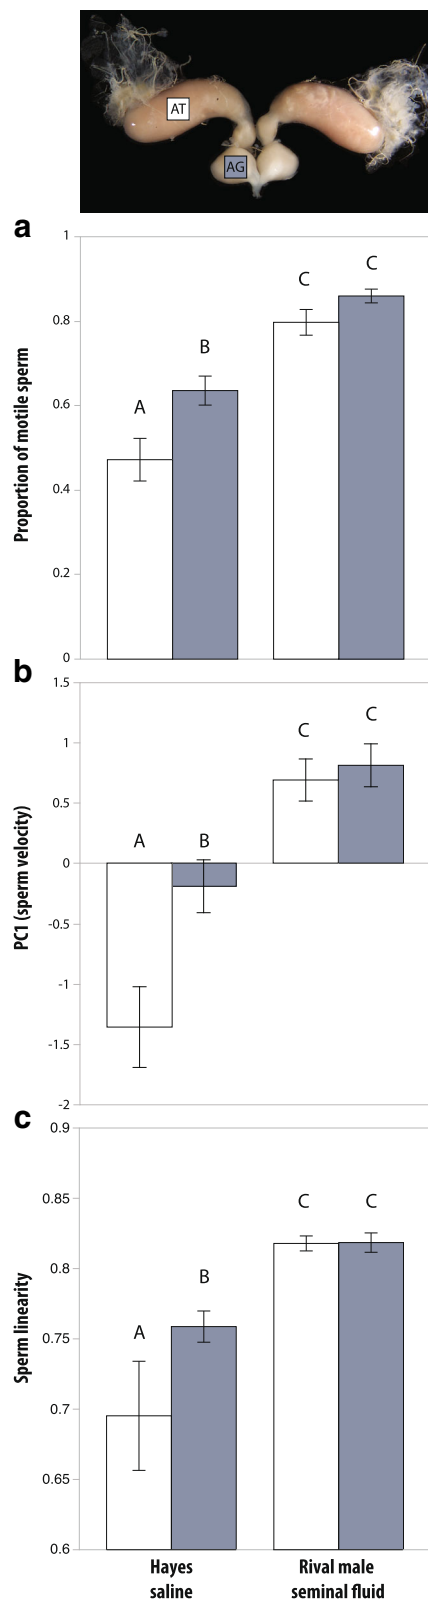 AT
AG
a
1
0.8
0.6
0.4
0.2
0
Proportion of motile sperm
A
B
C
C
b
1.5
1
0.5
0
-0.5
-1
-1.5
-2
PC1 (sperm velocity)
A
B
C
C
c
0.9
0.85
0.8
0.75
0.7
0.65
0.6
Sperm linearity
A
B
C
C
Hayes
saline
Rival male
seminal fluid